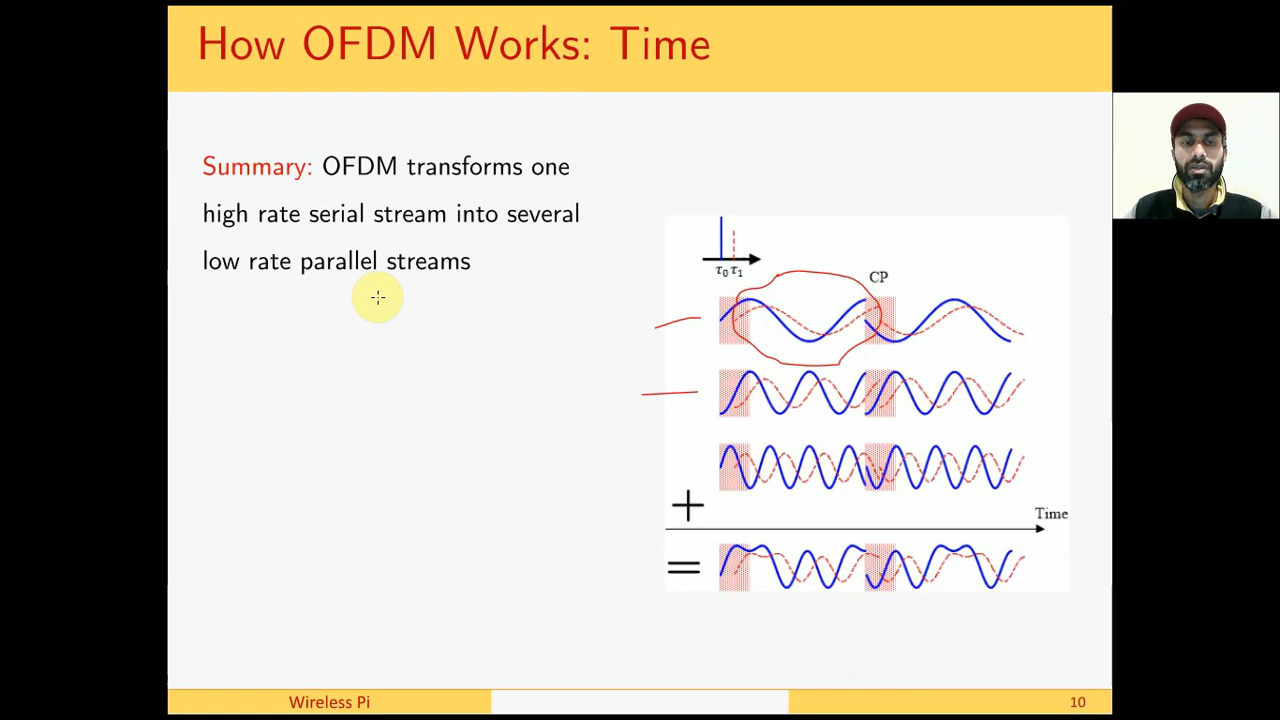 How OFDM Works: Time
Summary: OFDM transforms one
high rate serial stream into several
low rate parallel streams
τ0 τ1
CP
+
Time
=
Wireless Pi
10